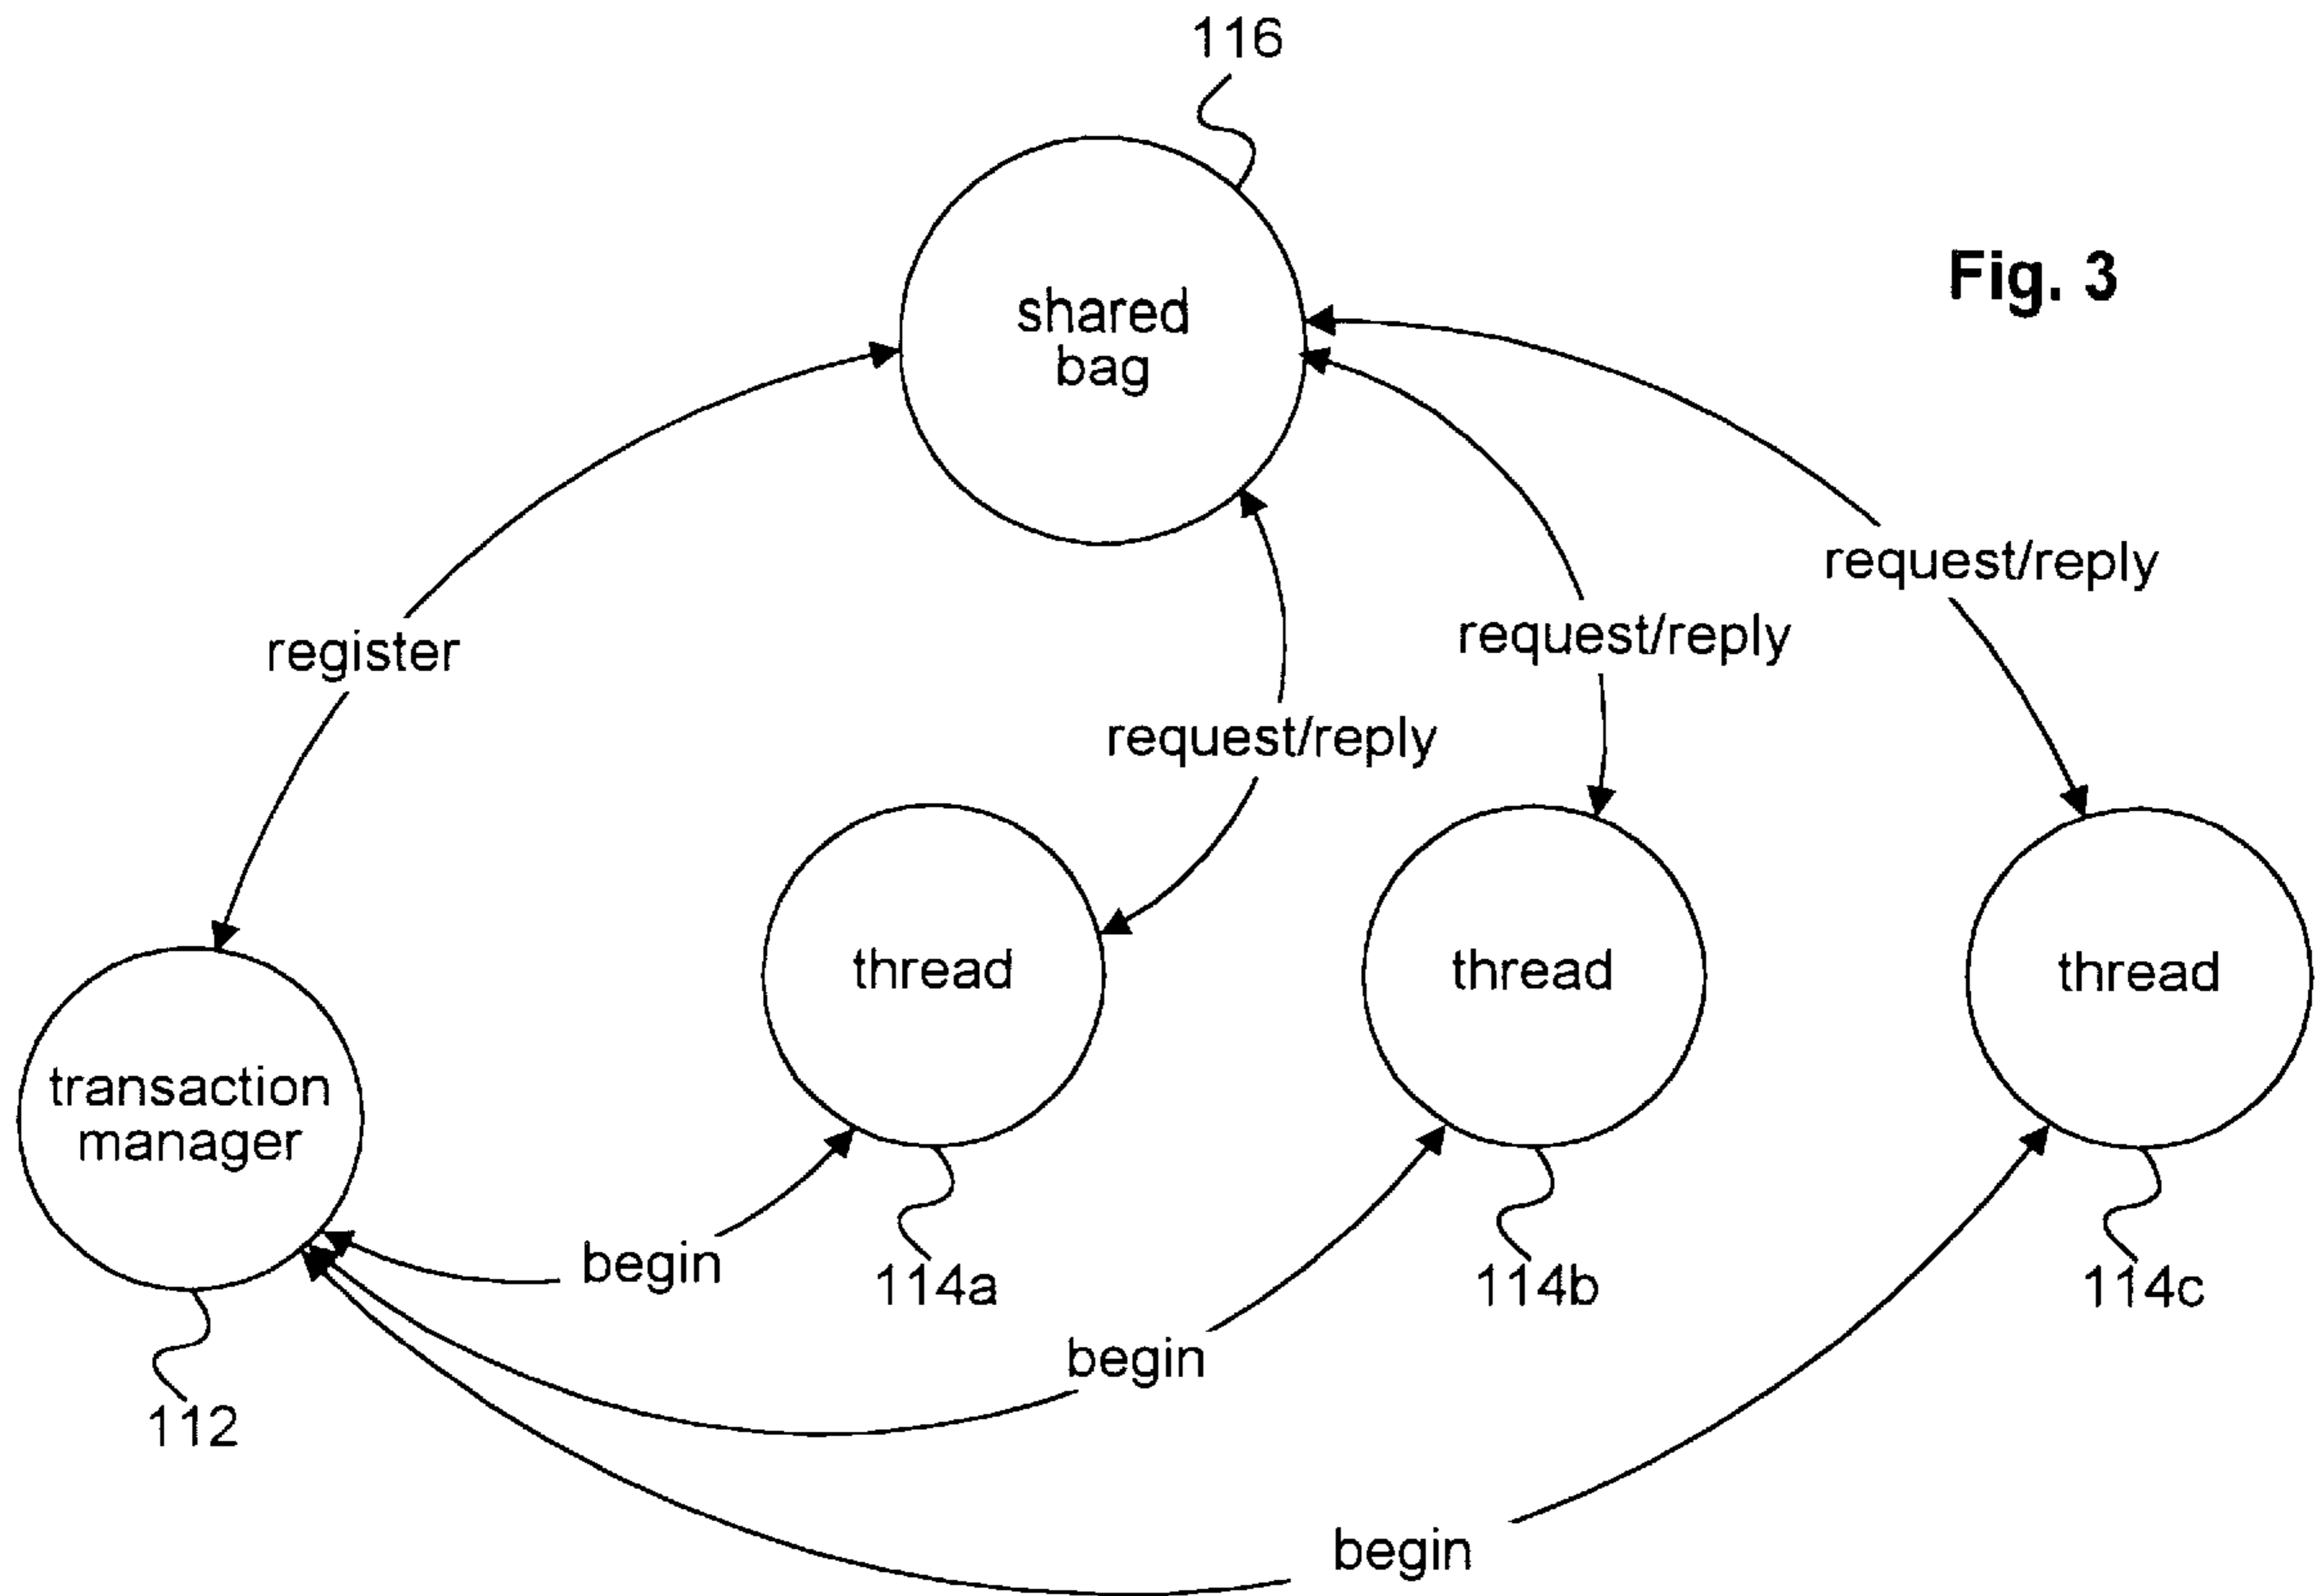 116
Fig. 3
shared
bag
request/reply
request/reply
register
request/reply
thread
thread
thread
transaction
manager
begin
114a
114b
114c
begin
112
begin